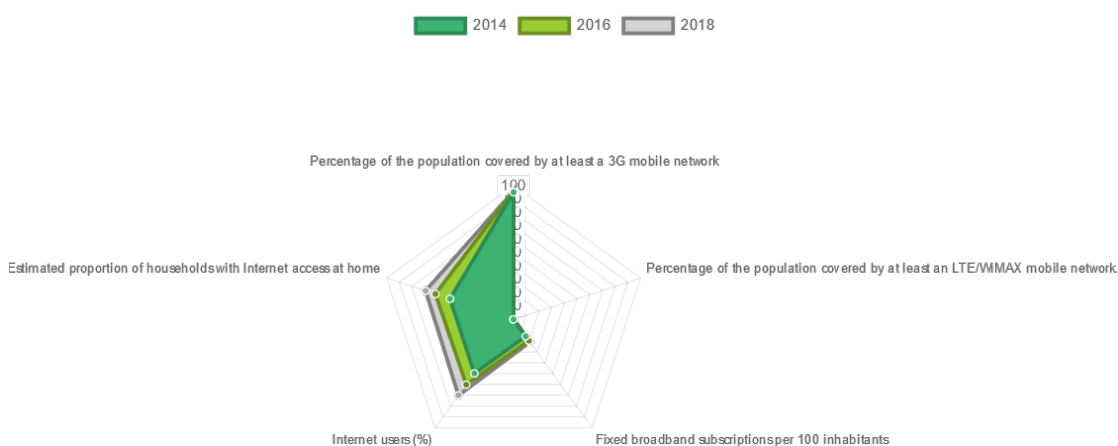 2014 2016 2018
Percentage of the population covered by at least a 3G mobile network
100
Estimated proportion of households with Internet access at home
Percentage of the population covered by at least an LTE/WiMAX mobile network
Internet users (%)
Fixed broadband subscriptions per 100 inhabitants